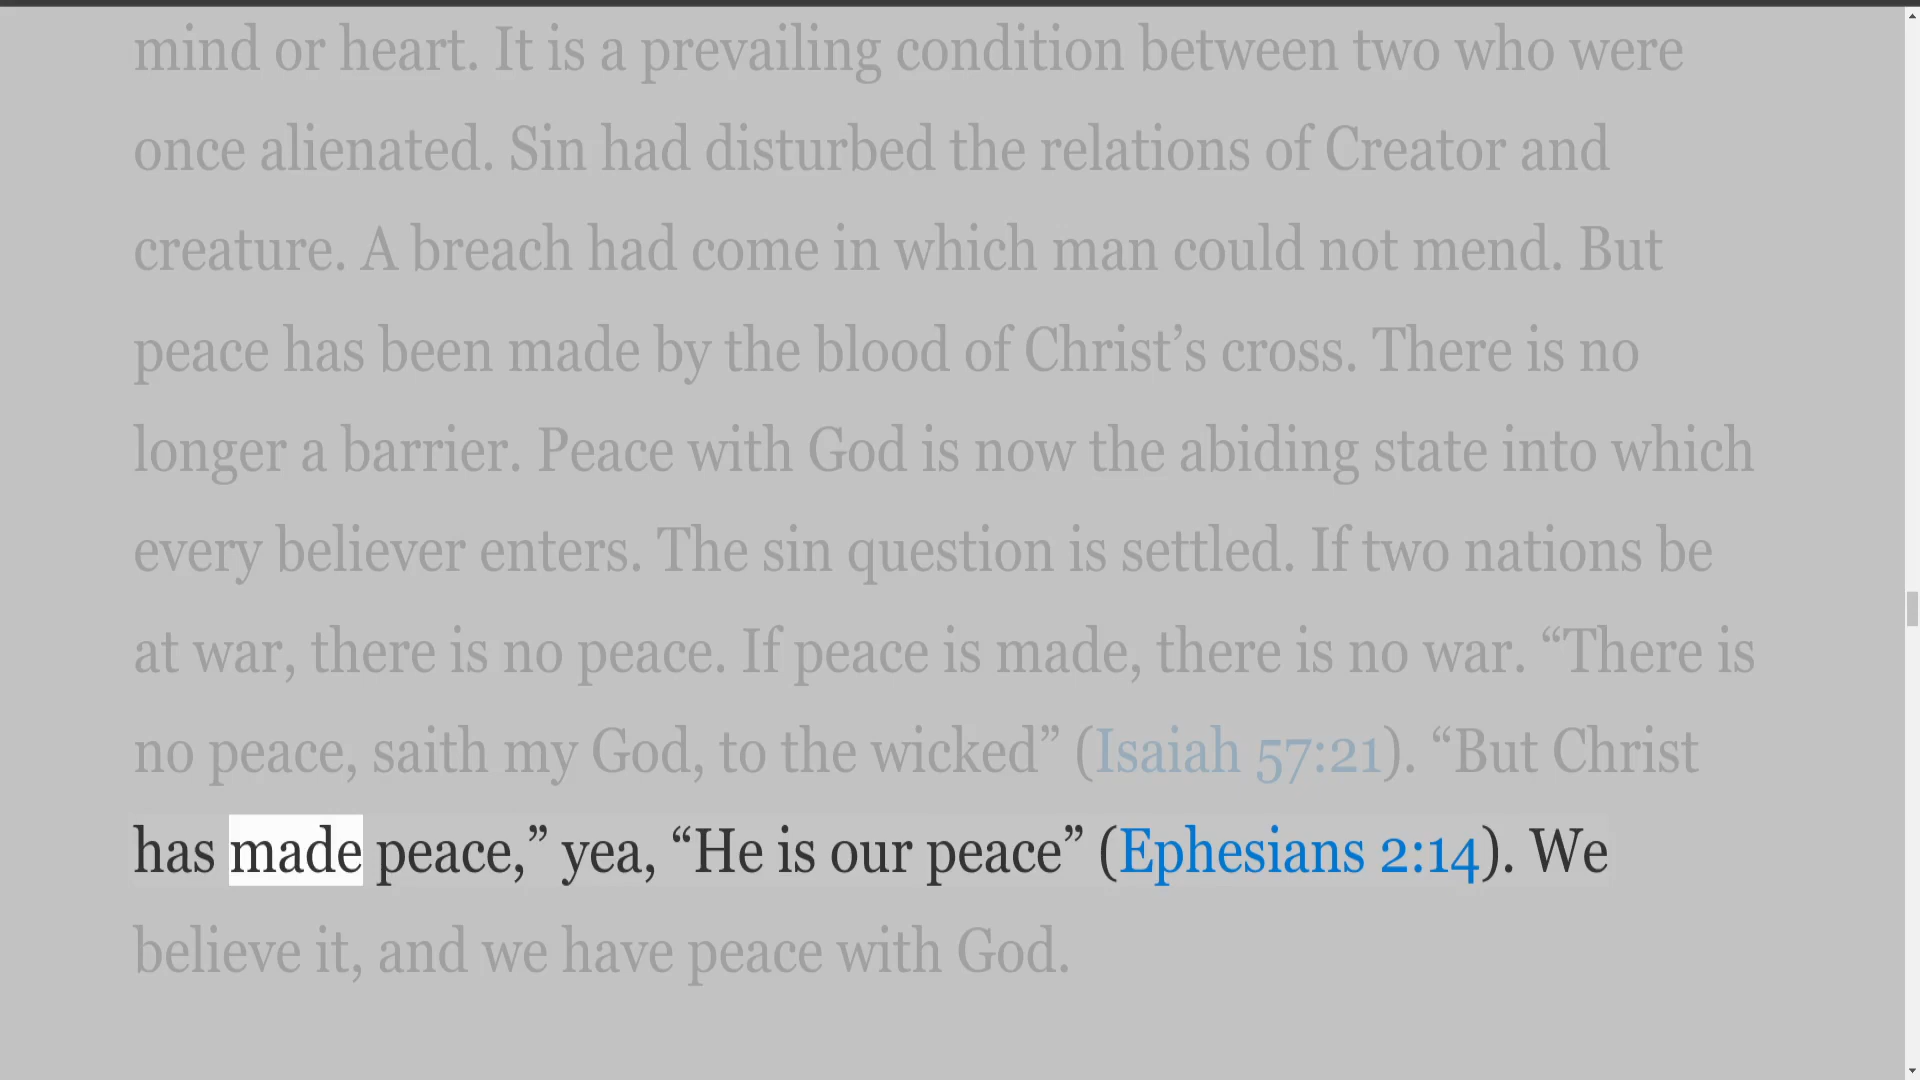 mind or heart. It is a prevailing condition between two who were
once alienated. Sin had disturbed the relations of Creator and
creature. A breach had come in which man could not mend. But
peace has been made by the blood of Christ’s cross. There is no
longer a barrier. Peace with God is now the abiding state into which
every believer enters. The sin question is settled. If two nations be
at war, there is no peace. If peace is made, there is no war. “There is
no peace, saith my God, to the wicked” (Isaiah 57:21). “But Christ
has made peace,” yea, “He is our peace” (Ephesians 2:14). We
believe it, and we have peace with God.